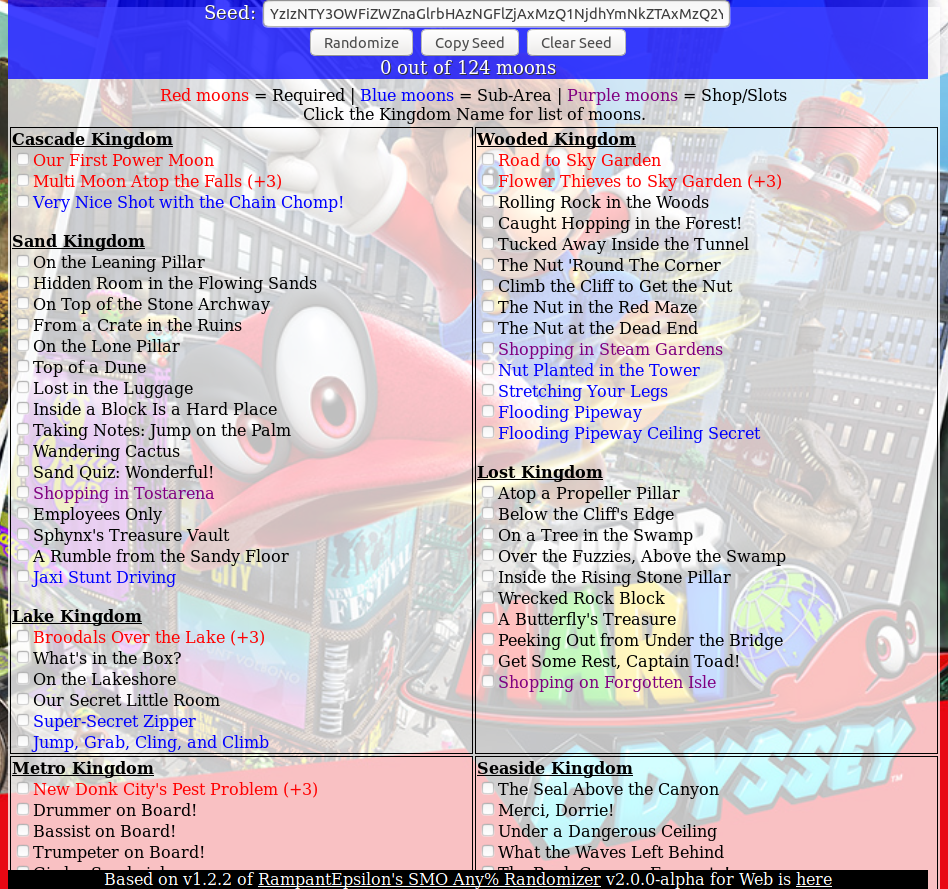 Seed: YzIzNTY3OWFiZWZnaGlrbHAzNGFlZjAxMzQ1NjdhYmNkZTAxMzQ2Y
Randomize Copy Seed Clear Seed
0 out of 124 moons
Red moons = Required | Blue moons = Sub-Area | Purple moons = Shop/Slots
Click the Kingdom Name for list of moons.
Cascade Kingdom
Our First Power Moon
Multi Moon Atop the Falls (+3)
Very Nice Shot with the Chain Chomp!
Sand Kingdom
On the Leaning Pillar
Hidden Room in the Flowing Sands
On Top of the Stone Archway
From a Crate in the Ruins
On the Lone Pillar
Top of a Dune
Lost in the Luggage
Inside a Block Is a Hard Place
Taking Notes: Jump on the Palm
Wandering Cactus
Sand Quiz: Wonderful!
Shopping in Tostarena
Employees Only
Sphynx's Treasure Vault
A Rumble from the Sandy Floor
Jaxi Stunt Driving
Lake Kingdom
Broodals Over the Lake (+3)
What's in the Box?
On the Lakeshore
Our Secret Little Room
Super-Secret Zipper
Jump, Grab, Cling, and Climb
Wooded Kingdom
Road to Sky Garden
Flower Thieves to Sky Garden (+3)
Rolling Rock in the Woods
Caught Hopping in the Forest!
Tucked Away Inside the Tunnel
The Nut 'Round The Corner
Climb the Cliff to Get the Nut
The Nut in the Red Maze
The Nut at the Dead End
Shopping in Steam Gardens
Nut Planted in the Tower
Stretching Your Legs
Flooding Pipeway
Flooding Pipeway Ceiling Secret
Lost Kingdom
Atop a Propeller Pillar
Below the Cliff's Edge
On a Tree in the Swamp
Over the Fuzzies, Above the Swamp
Inside the Rising Stone Pillar
Wrecked Rock Block
A Butterfly's Treasure
Peeking Out from Under the Bridge
Get Some Rest, Captain Toad!
Shopping on Forgotten Isle
Metro Kingdom
New Donk City's Pest Problem (+3)
Drummer on Board!
Bassist on Board!
Trumpeter on Board!
Seaside Kingdom
The Seal Above the Canyon
Merci, Dorrie!
Under a Dangerous Ceiling
What the Waves Left Behind
ODYSSEY
Based on v1.2.2 of RampantEpsilon's SMO Any% Randomizer v2.0.0-alpha for Web is here